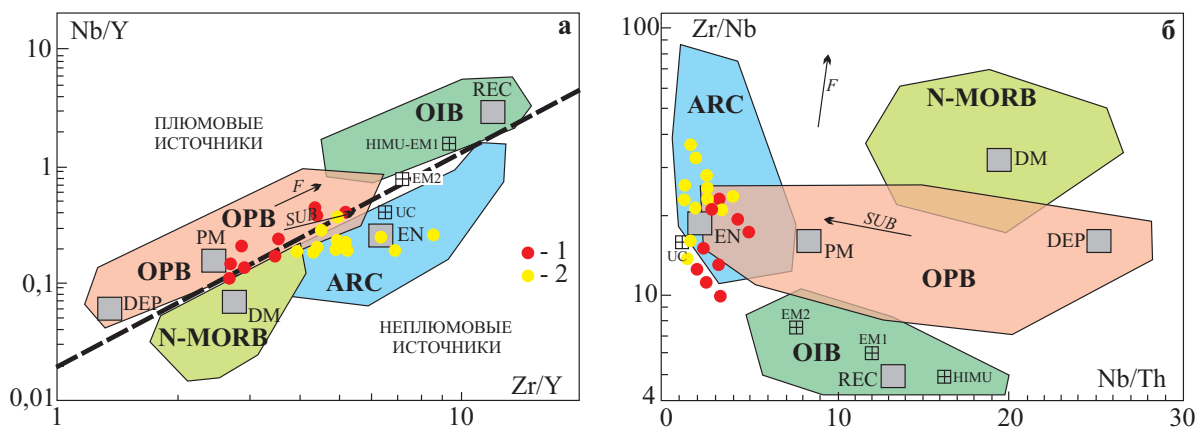 Nb/Y
а
10
1
0,1
0,01
ПЛЮМОВЫЕ
ИСТОЧНИКИ
REC
OIB
HIMU-EM1
EM2
F
OPB
SUB
UC
PM
EN
OPB
ARC
DEP
DM
N-MORB
НЕПЛЮМОВЫЕ
ИСТОЧНИКИ
Zr/Y
1
10
- 1
- 2
Zr/Nb
б
100
10
4
F
ARC
N-MORB
DM
SUB
EN
PM
DEP
UC
OPB
EM2
OIB
EM1
REC
HIMU
Nb/Th
0
10
20
30